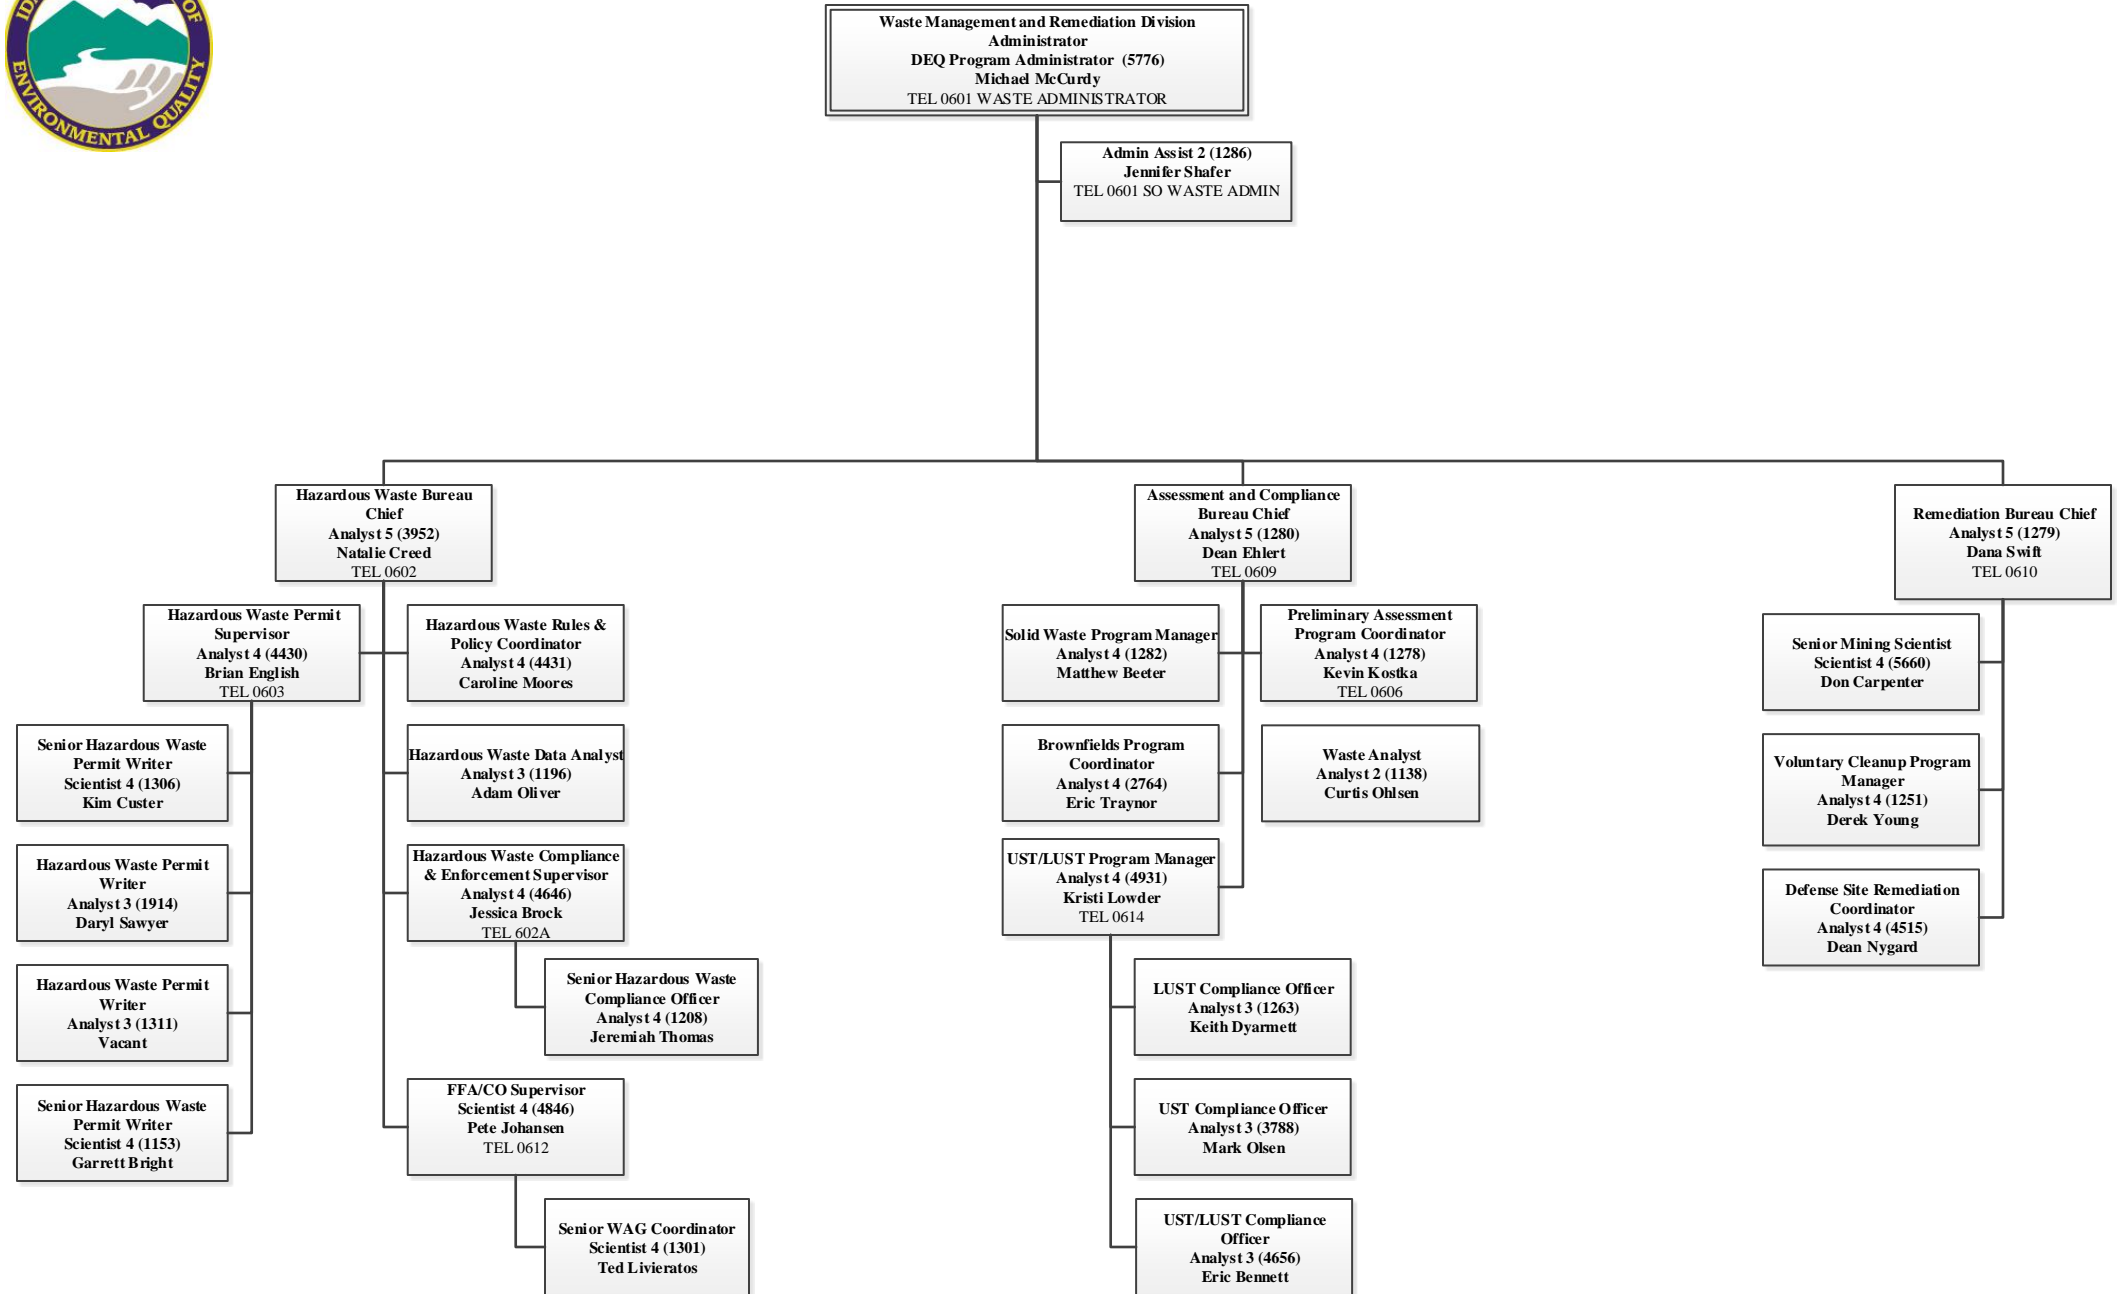 OF
ENVIRONMENTAL QUALITY
Waste Management and Remediation Division
Administrator
DEQ Program Administrator (5776)
Michael McCurdy
TEL 0601 WASTE ADMINISTRATOR
Admin Assist 2 (1286)
Jennifer Shafer
TEL 0601 SO WASTE ADMIN
Hazardous Waste Bureau
Chief
Analyst 5 (3952)
Natalie Creed
TEL 0602
Assessment and Compliance
Bureau Chief
Analyst 5 (1280)
Dean Ehlert
TEL 0609
Remediation Bureau Chief
Analyst 5 (1279)
Dana Swift
TEL 0610
Hazardous Waste Permit
Supervisor
Analyst 4 (4430)
Brian English
TEL 0603
Hazardous Waste Rules &
Policy Coordinator
Analyst 4 (4431)
Caroline Moores
Solid Waste Program Manager
Analyst 4 (1282)
Matthew Beeter
Preliminary Assessment
Program Coordinator
Analyst 4 (1278)
Kevin Kostka
TEL 0606
Senior Mining Scientist
Scientist 4 (5660)
Don Carpenter
Senior Hazardous Waste
Permit Writer
Scientist 4 (1306)
Kim Custer
Hazardous Waste Data Analyst
Analyst 3 (1196)
Adam Oliver
Brownfields Program
Coordinator
Analyst 4 (2764)
Eric Traynor
Waste Analyst
Analyst 2 (1138)
Curtis Ohlsen
Voluntary Cleanup Program
Manager
Analyst 4 (1251)
Derek Young
Hazardous Waste Permit
Writer
Analyst 3 (1914)
Daryl Sawyer
Hazardous Waste Compliance
& Enforcement Supervisor
Analyst 4 (4646)
Jessica Brock
TEL 602A
UST/LUST Program Manager
Analyst 4 (4931)
Kristi Lowder
TEL 0614
Defense Site Remediation
Coordinator
Analyst 4 (4515)
Dean Nygard
Hazardous Waste Permit
Writer
Analyst 3 (1311)
Vacant
Senior Hazardous Waste
Compliance Officer
Analyst 4 (1208)
Jeremiah Thomas
LUST Compliance Officer
Analyst 3 (1263)
Keith Dyarmett
Senior Hazardous Waste
Permit Writer
Scientist 4 (1153)
Garrett Bright
FFA/CO Supervisor
Scientist 4 (4846)
Pete Johansen
TEL 0612
UST Compliance Officer
Analyst 3 (3788)
Mark Olsen
Senior WAG Coordinator
Scientist 4 (1301)
Ted Livieratos
UST/LUST Compliance
Officer
Analyst 3 (4656)
Eric Bennett